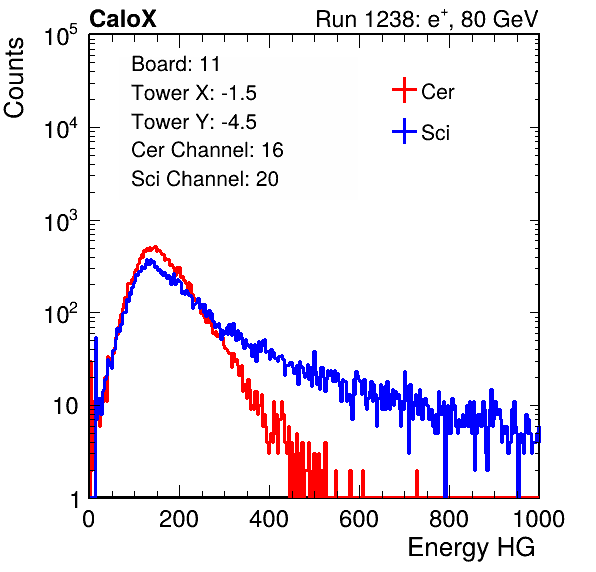 CaloX Run 1238: e⁺, 80 GeV
Counts
10⁵
10⁴
10³
10²
10
1
Board: 11
Tower X: -1.5
Tower Y: -4.5
Cer Channel: 16
Sci Channel: 20
Cer
Sci
0 200 400 600 800 1000
Energy HG